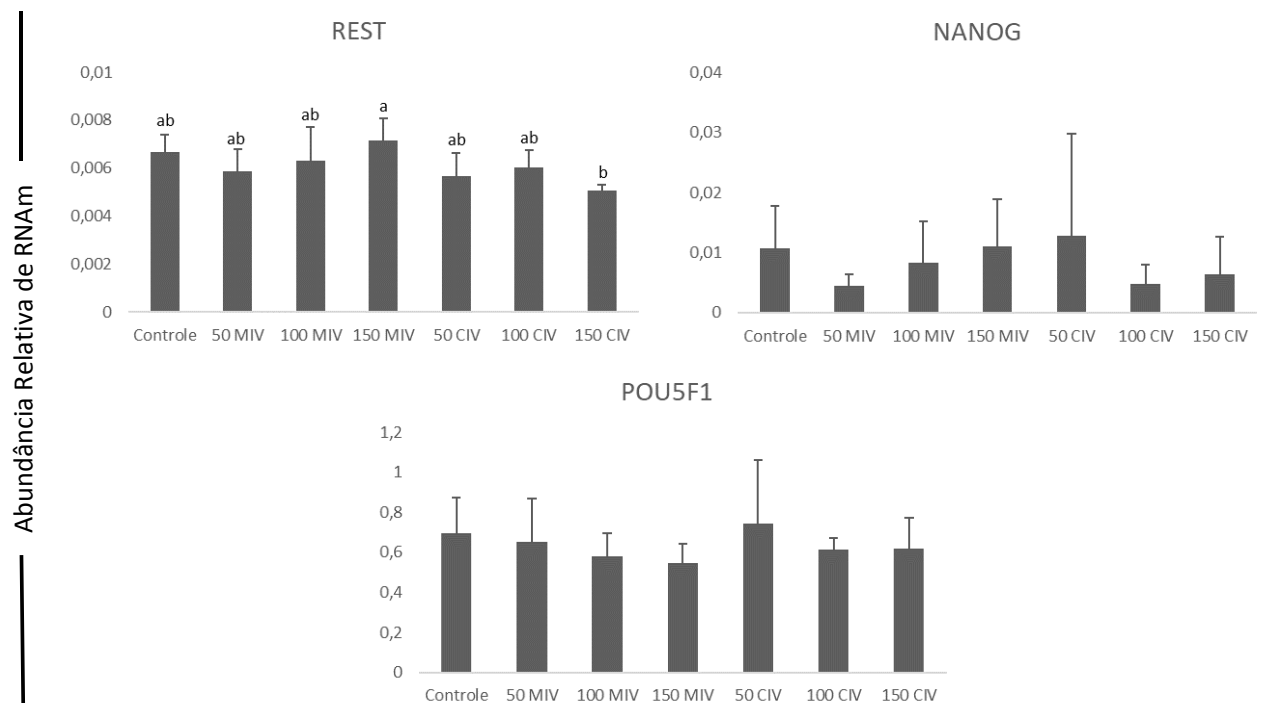 Abundância Relativa de RNAm
REST
0,01
0,008
0,006
0,004
0,002
0
ab
ab
ab
a
ab
ab
b
Controle 50 MIV 100 MIV 150 MIV 50 CIV 100 CIV 150 CIV
NANOG
0,04
0,03
0,02
0,01
0
Controle 50 MIV 100 MIV 150 MIV 50 CIV 100 CIV 150 CIV
POU5F1
1,2
1
0,8
0,6
0,4
0,2
0
Controle 50 MIV 100 MIV 150 MIV 50 CIV 100 CIV 150 CIV